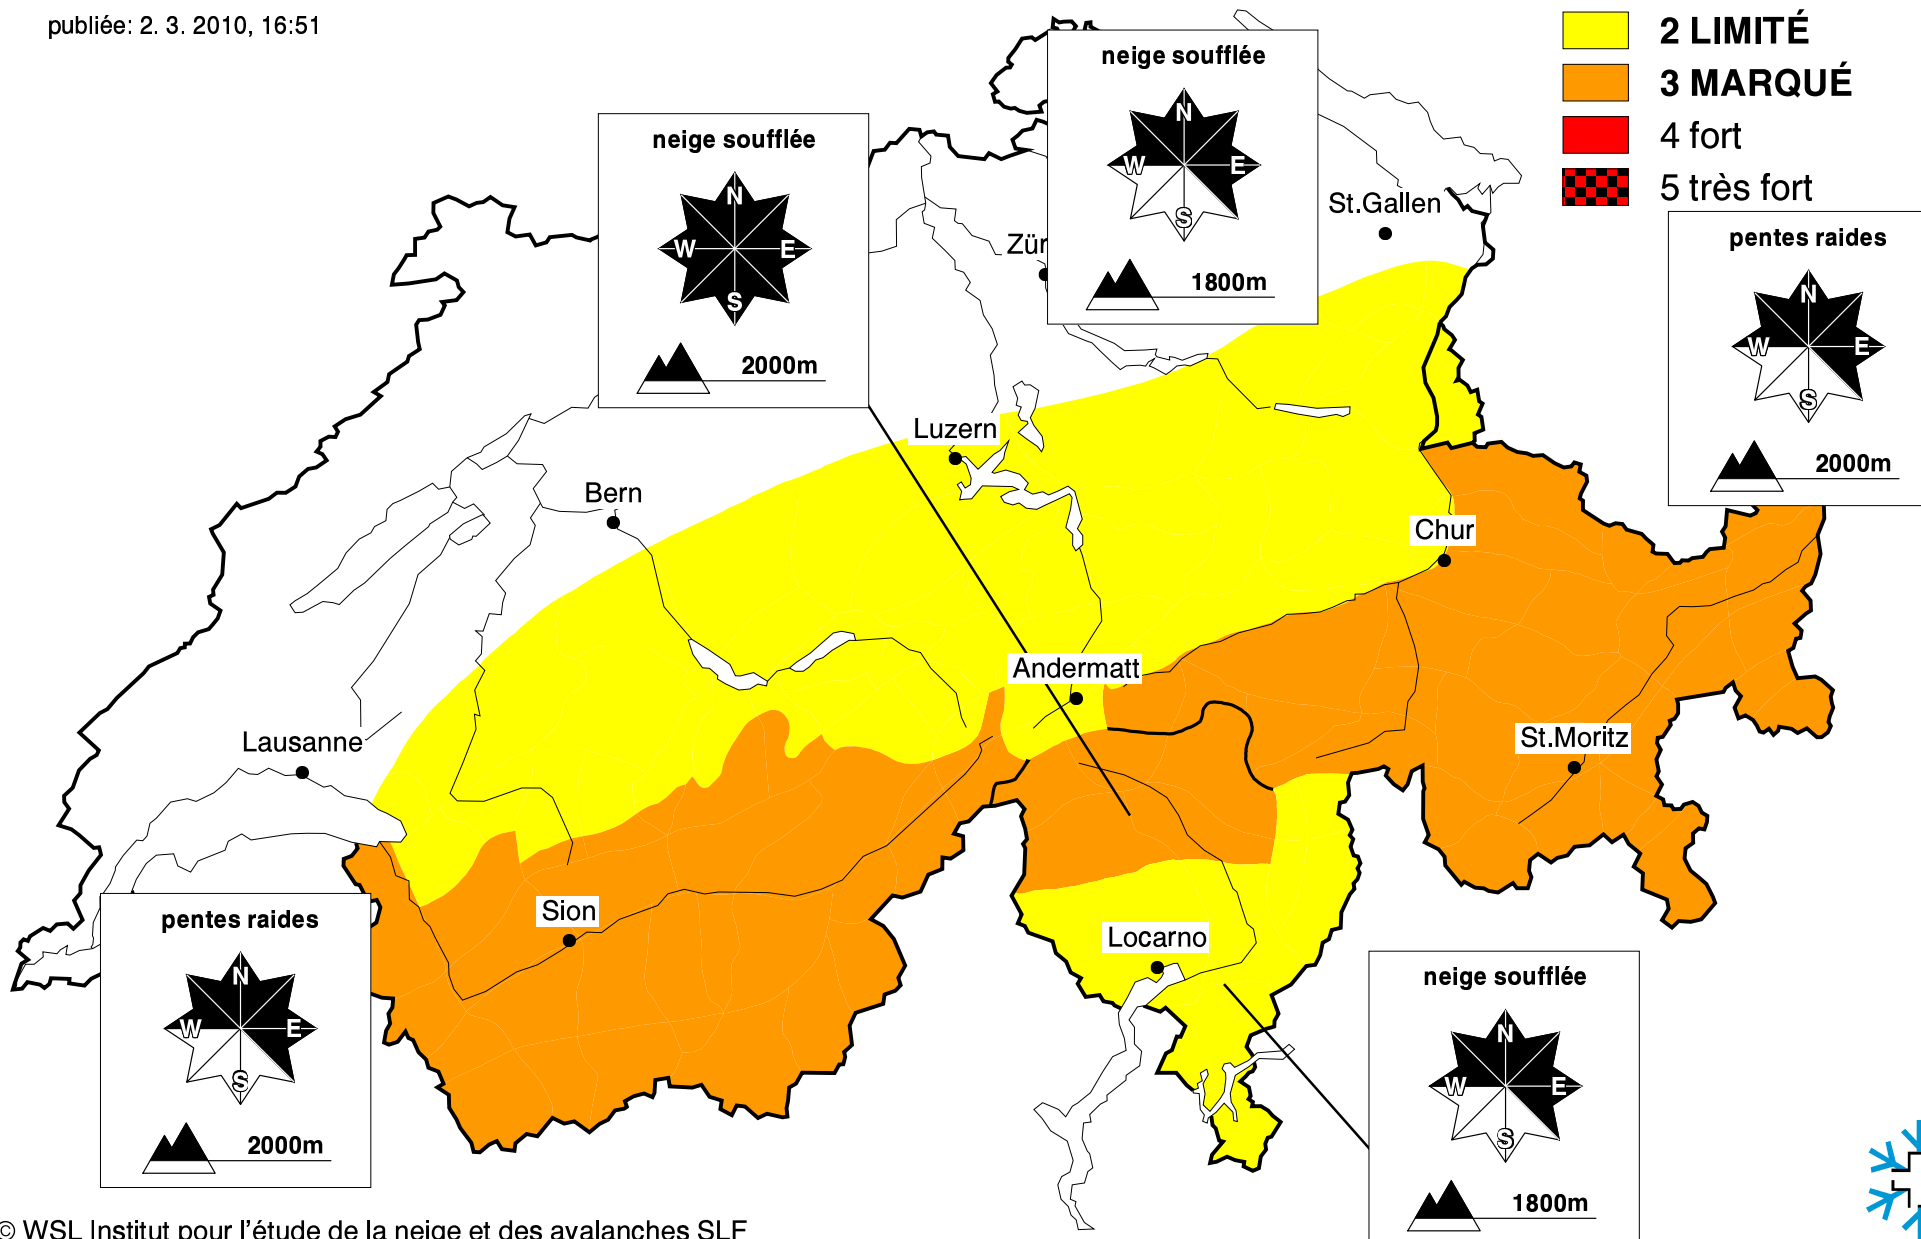 publiée: 2. 3. 2010, 16:51
2 LIMITÉ
3 MARQUÉ
4 fort
5 très fort
neige soufflée
N
W E
S
1800m
neige soufflée
N
W E
S
2000m
pentes raides
N
W E
S
2000m
St.Gallen
Zür
Luzern
Bern
Chur
Andermatt
Lausanne
St.Moritz
Sion
Locarno
pentes raides
N
W E
S
2000m
neige soufflée
N
W E
S
1800m
© WSL Institut pour l'étude de la neige et des avalanches SLF